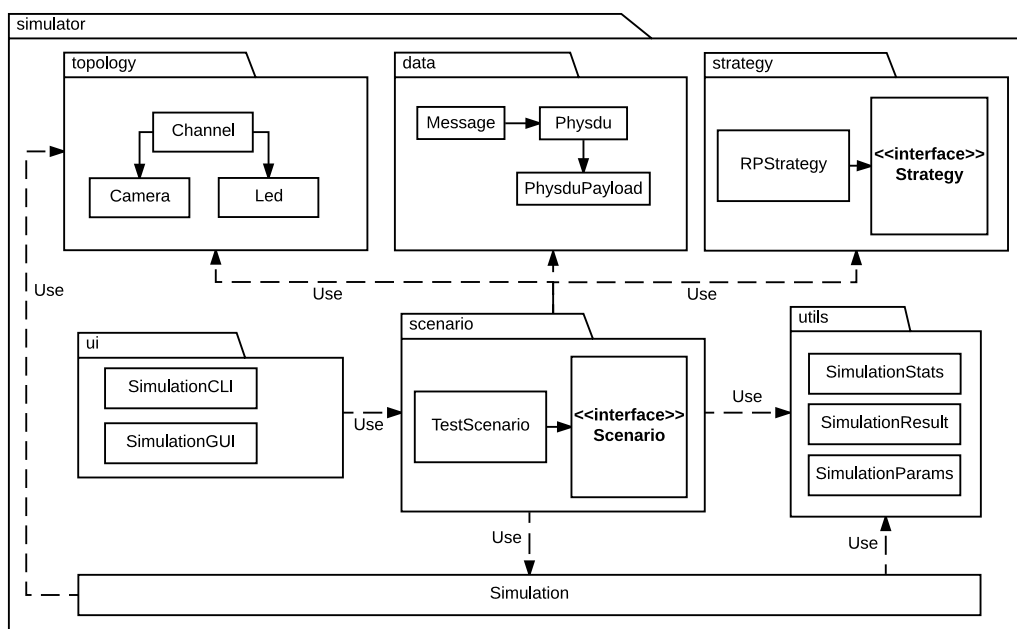 simulator
topology
Channel
Camera
Led
data
Message
Physdu
PhysduPayload
strategy
RPStrategy
<<interface>>
Strategy
Use
Use
Use
ui
SimulationCLI
SimulationGUI
Use
scenario
TestScenario
<<interface>>
Scenario
Use
utils
SimulationStats
SimulationResult
SimulationParams
Use
Use
Simulation